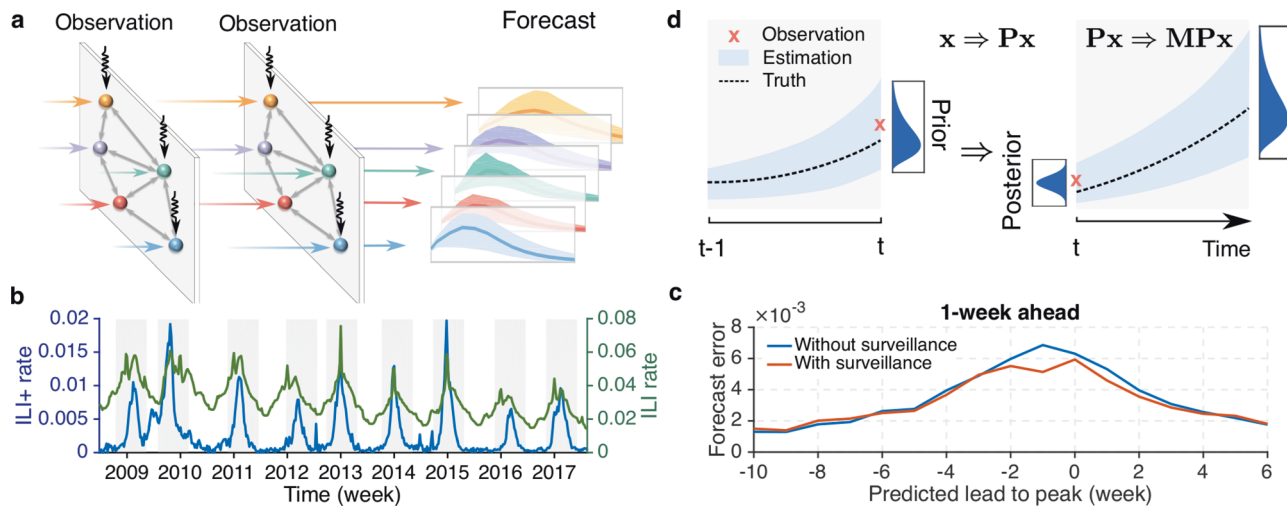 a
Observation
Observation
Forecast
b
ILI+ rate
0.02
0.015
0.01
0.005
0
0.08
0.06
0.04
0.02
0
ILI rate
2009 2010 2011 2012 2013 2014 2015 2016 2017
Time (week)
d
x Observation
Estimation
Truth
x ⇒ Px
Px ⇒ MPx
Prior
⇒
Posterior
t-1
t
t
Time
c
×10⁻³
1-week ahead
Forecast error
8
6
4
2
0
Without surveillance
With surveillance
-10 -8 -6 -4 -2 0 2 4 6
Predicted lead to peak (week)